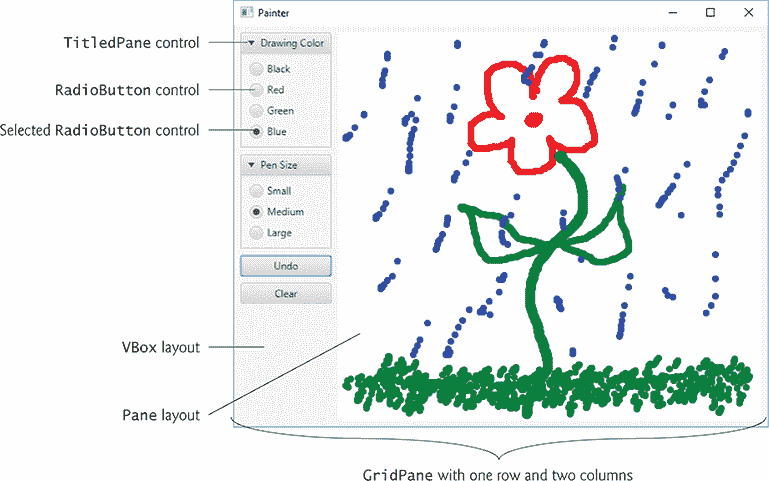 Painter
TitledPane control
Drawing Color
Black
RadioButton control
Red
Green
Selected RadioButton control
Blue
Pen Size
Small
Medium
Large
Undo
Clear
VBox layout
Pane layout
GridPane with one row and two columns